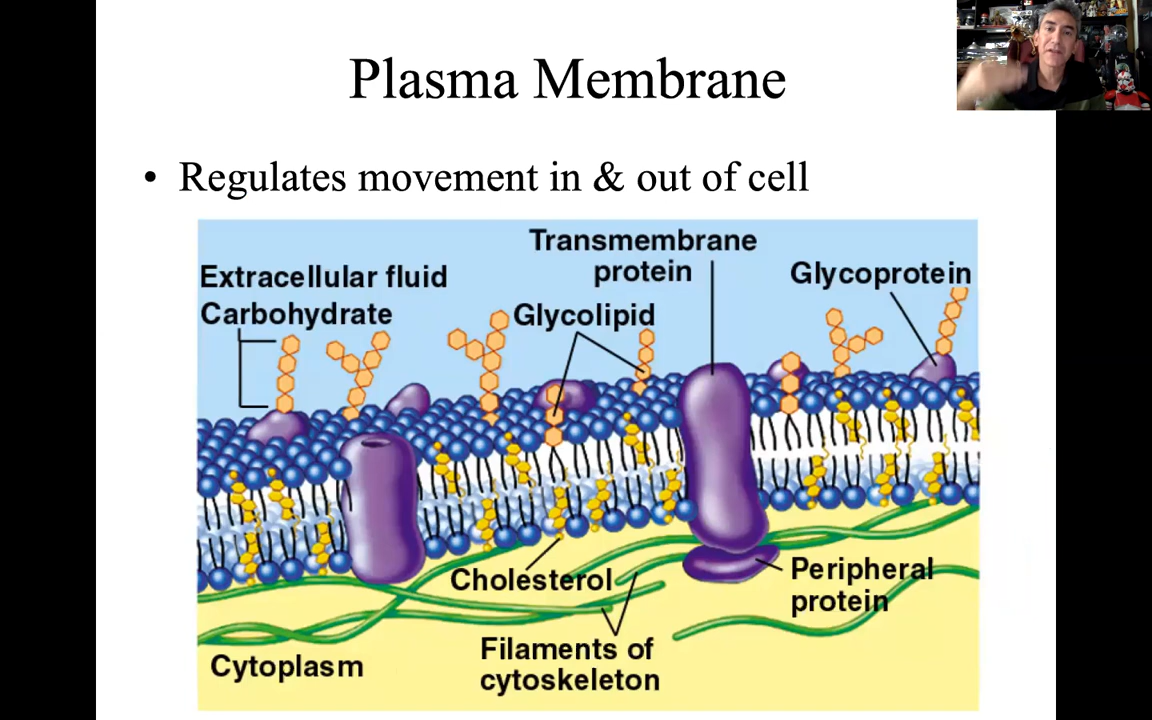 Plasma Membrane
• Regulates movement in & out of cell
Transmembrane
protein
Extracellular fluid
Glycoprotein
Carbohydrate
Glycolipid
Cholesterol
Peripheral
protein
Filaments of
cytoskeleton
Cytoplasm